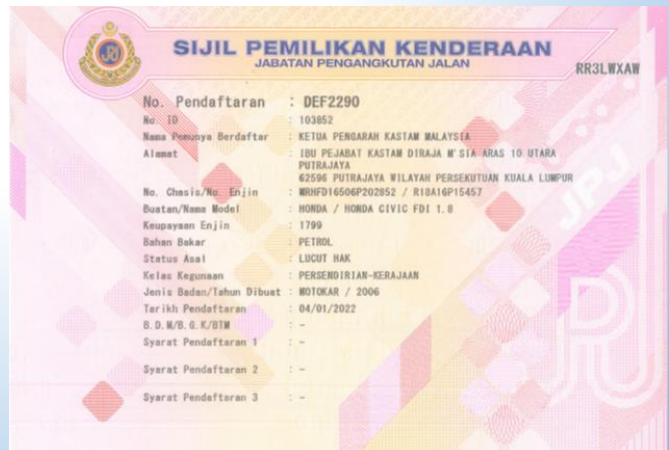 SIJIL PEMILIKAN KENDERAAN
JABATAN PENGANGKUTAN JALAN
RR3LWXAW
No. Pendaftaran : DEF2290
No ID : 103852
Nama Pemunya Berdaftar : KETUA PENGARAH KASTAM MALAYSIA
Alamat : IBU PEJABAT KASTAM DIRAJA M'SIA ARAS 10 UTARA
PUTRAJAYA
62596 PUTRAJAYA WILAYAH PERSEKUTUAN KUALA LUMPUR
No. Chasis/No. Enjin : MRHFD16506P202852 / R18A16P15457
Buatan/Nama Model : HONDA / HONDA CIVIC FDI 1.8
Keupayaan Enjin : 1799
Bahan Bakar : PETROL
Status Asal : LUCUT HAK
Kelas Kegunaan : PERSENDIRIAN-KERAJAAN
Jenis Badan/Tahun Dibuat : MOTOKAR / 2006
Tarikh Pendaftaran : 04/01/2022
B.D.M/B.G.K/BTM : -
Syarat Pendaftaran 1 : -
Syarat Pendaftaran 2 : -
Syarat Pendaftaran 3 : -
JPJ